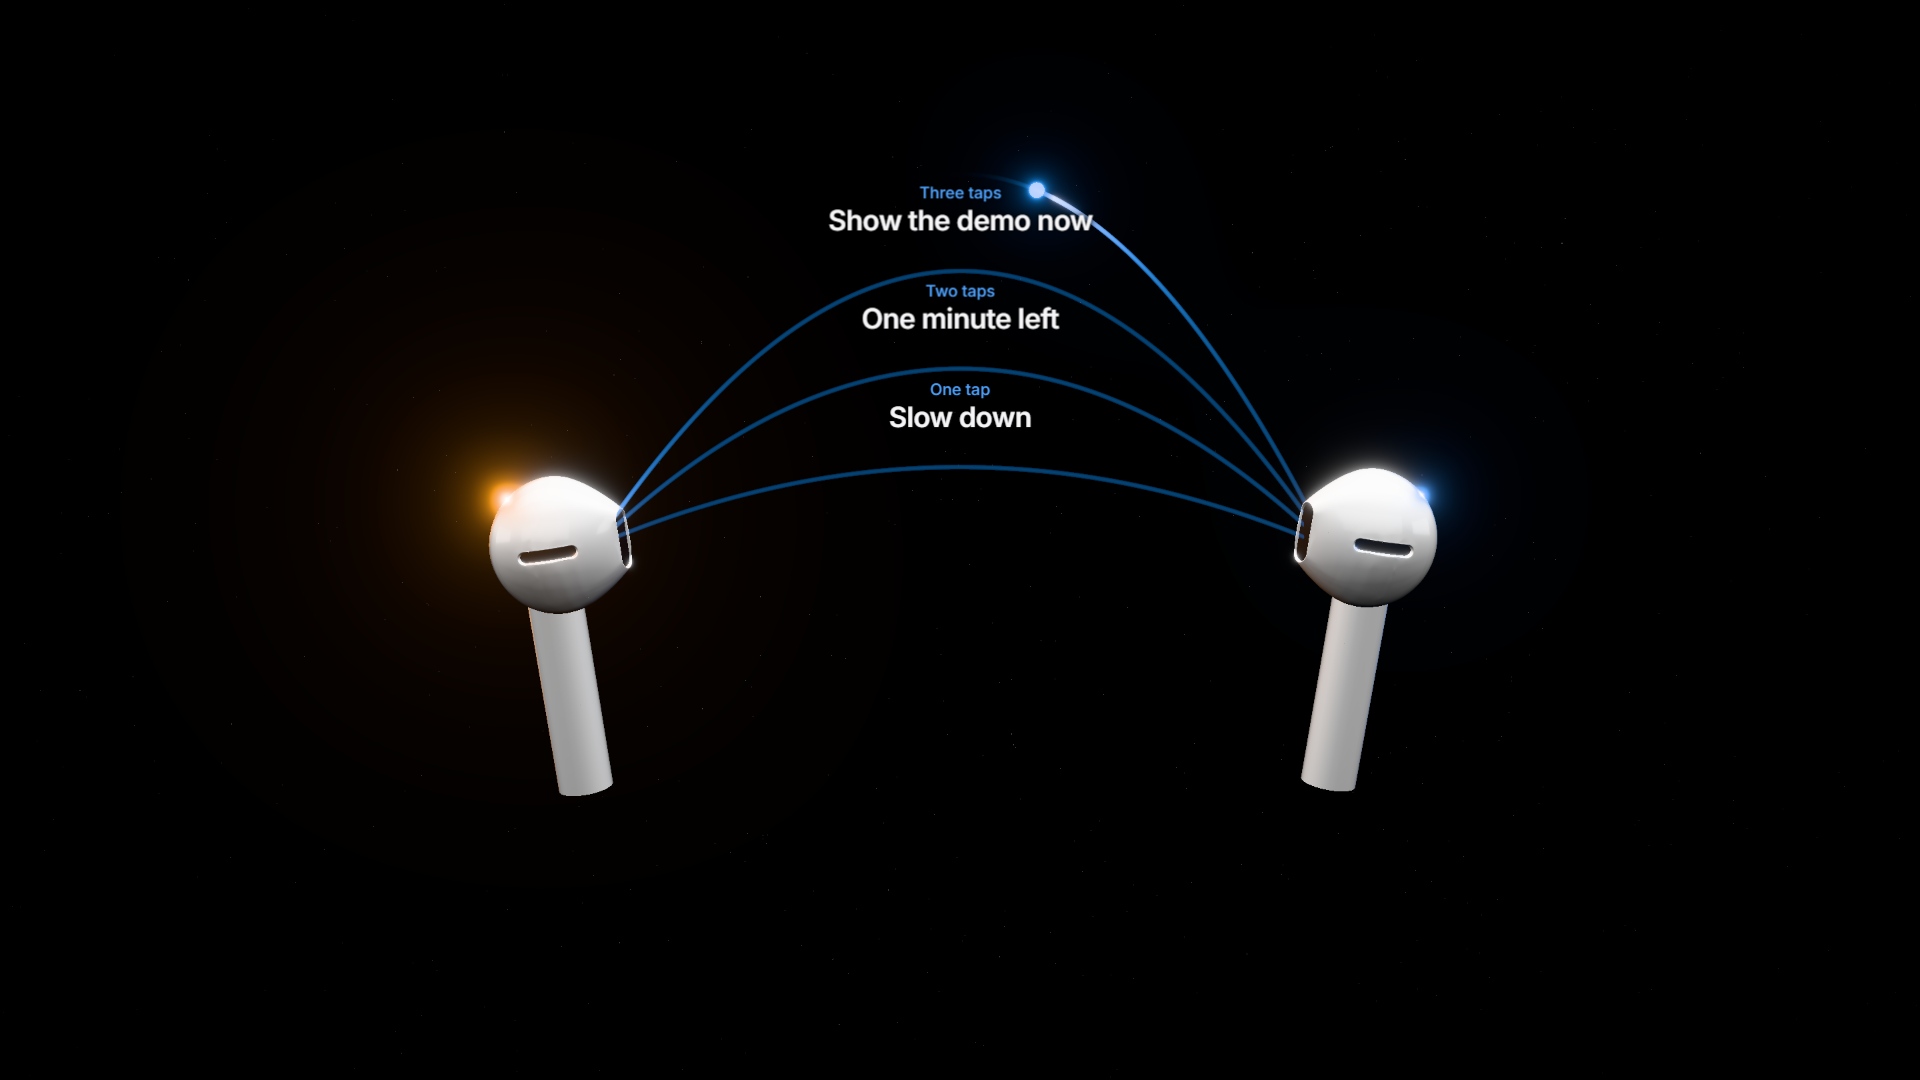 Three taps
Show the demo now
Two taps
One minute left
One tap
Slow down